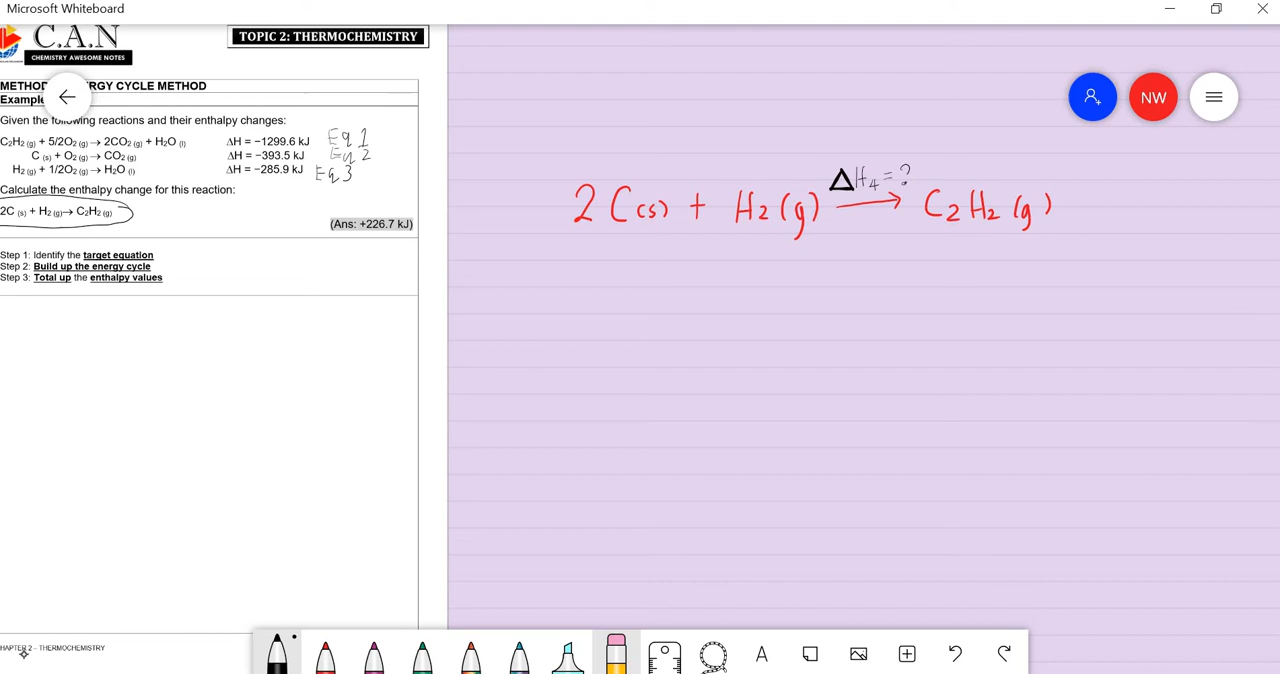 Microsoft Whiteboard
C.A.N
CHEMISTRY AWESOME NOTES
TOPIC 2: THERMOCHEMISTRY
METHOD RGY CYCLE METHOD
Example
Given the following reactions and their enthalpy changes:
C₂H₂ (g) + 5/2O₂ (g) → 2CO₂ (g) + H₂O (l) ΔH = −1299.6 kJ Eq 1
C (s) + O₂ (g) → CO₂ (g) ΔH = −393.5 kJ Eq 2
H₂ (g) + 1/2O₂ (g) → H₂O (l) ΔH = −285.9 kJ Eq 3
Calculate the enthalpy change for this reaction:
2C (s) + H₂ (g) → C₂H₂ (g)
(Ans: +226.7 kJ)
Step 1: Identify the target equation
Step 2: Build up the energy cycle
Step 3: Total up the enthalpy values
HAPTER 2 – THERMOCHEMISTRY
NW
ΔH₄ = ?
2 C (s) + H₂ (g) → C₂H₂ (g)
A